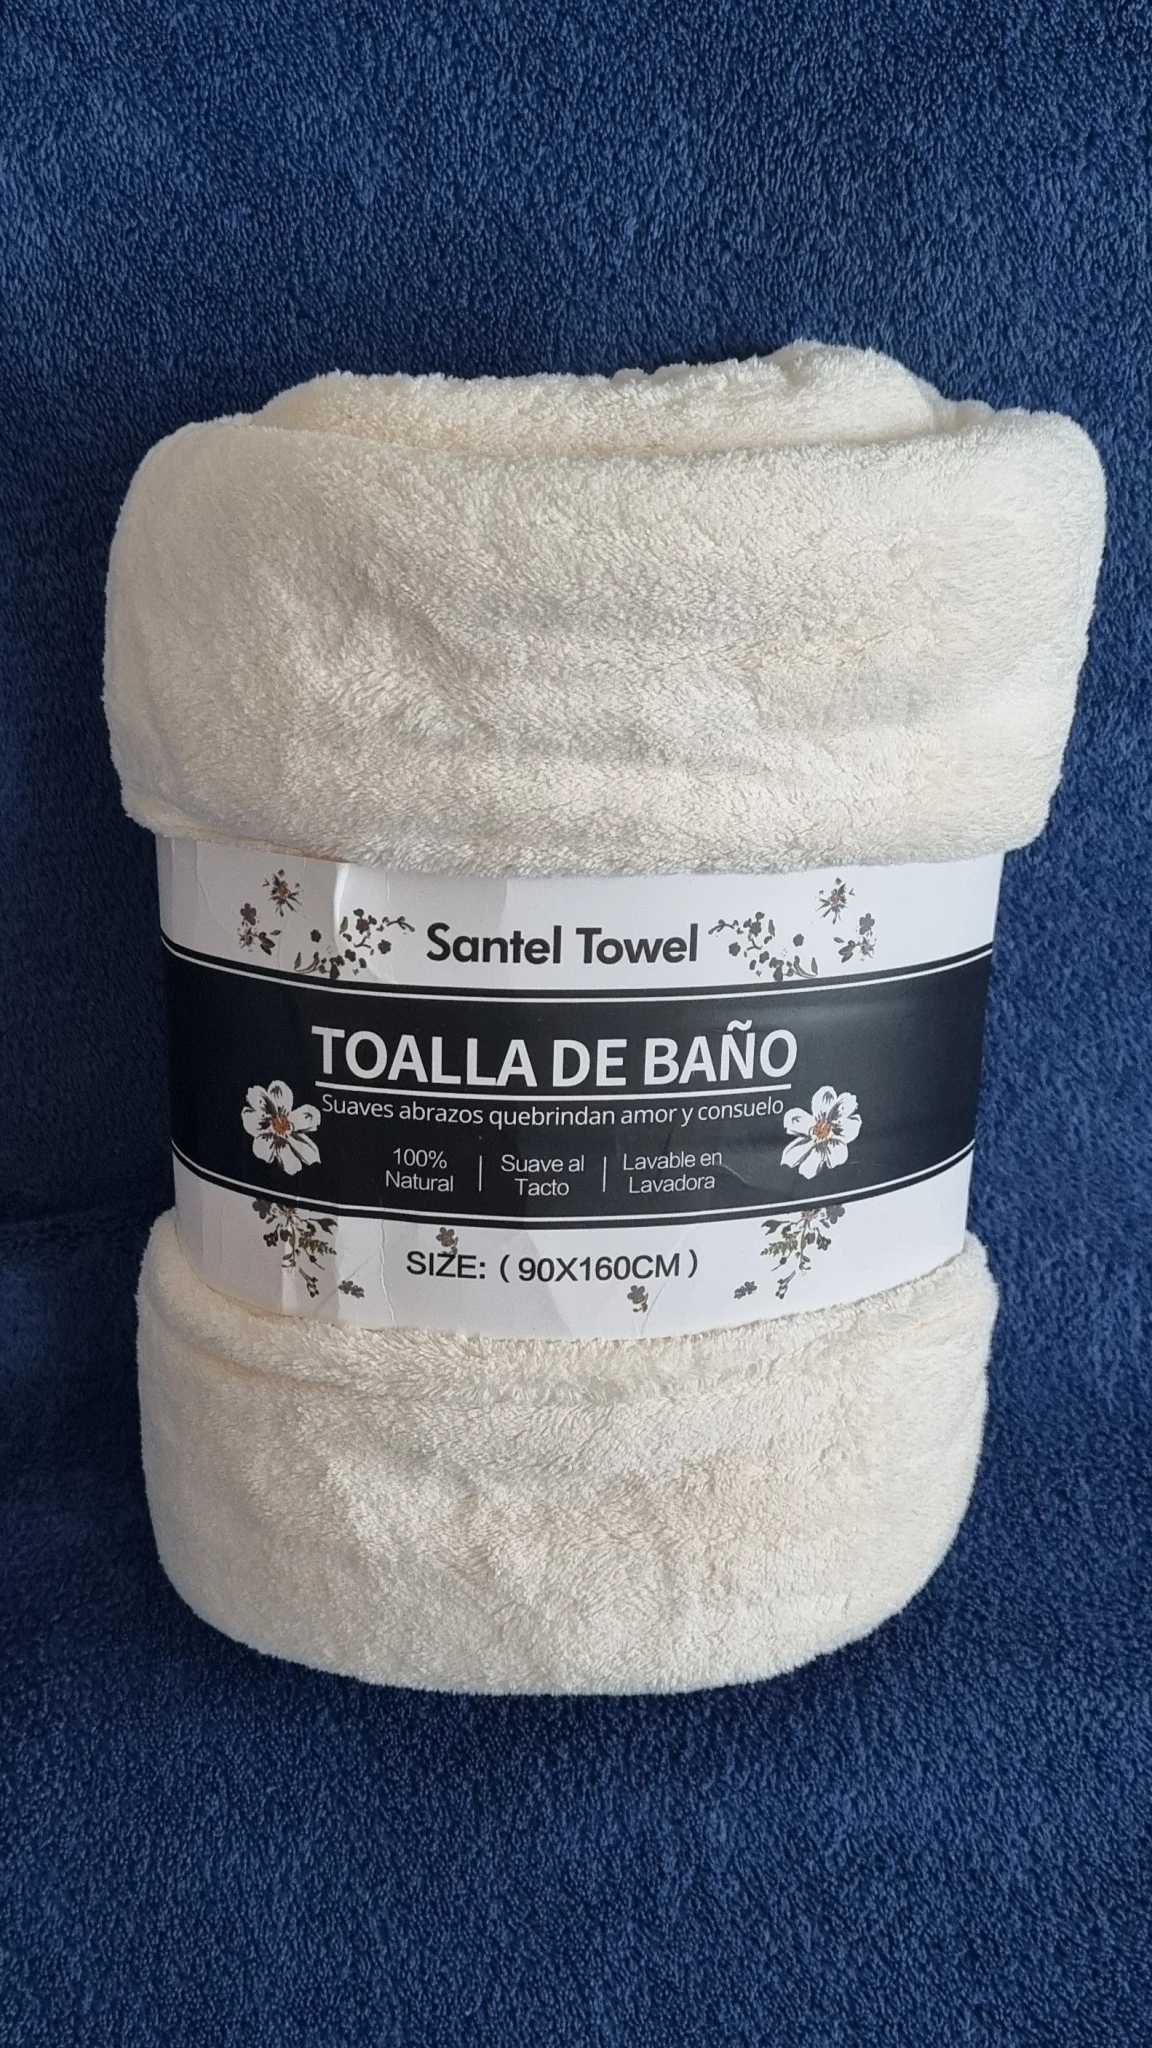 Santel Towel
TOALLA DE BAÑO
Suaves abrazos quebrindan amor y consuelo
100%
Natural
Suave al
Tacto
Lavable en
Lavadora
SIZE: (90X160CM)